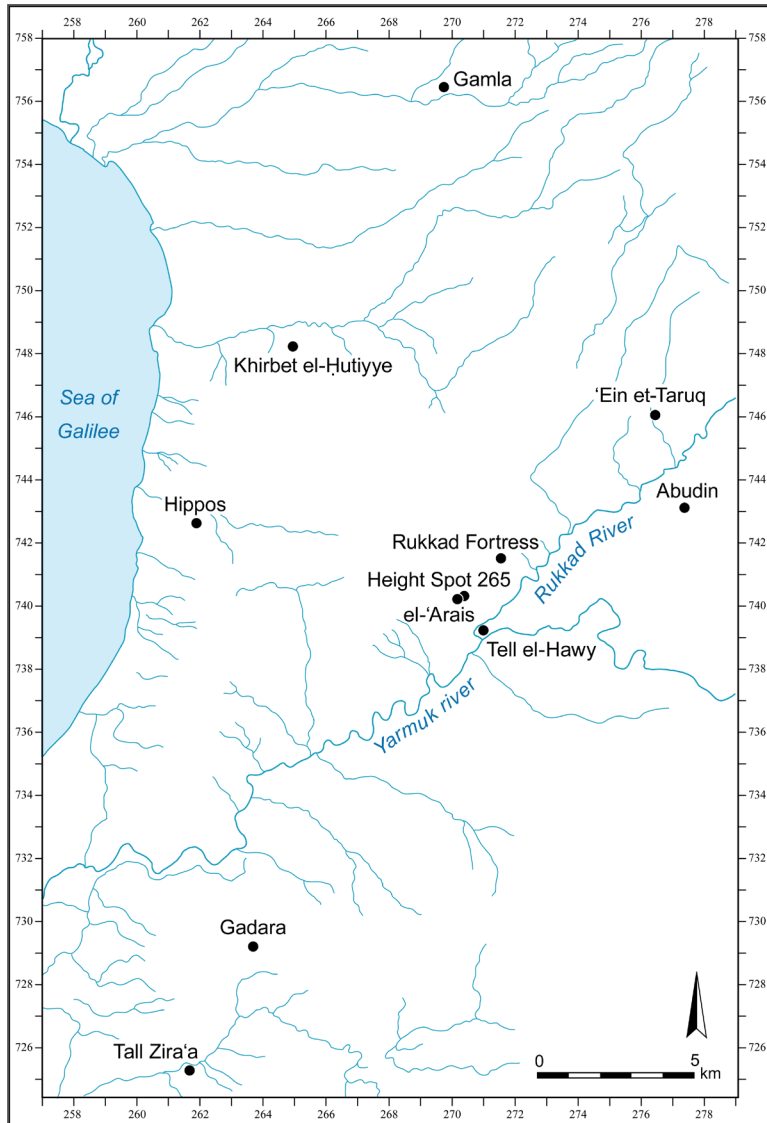 258 260 262 264 266 268 270 272 274 276 278
758 758
Gamla
756 756
754 754
752 752
750 750
748 748
Khirbet el-Ḥutiyye
Sea of
Galilee
ʻEin et-Taruq
746 746
744 744
Abudin
Hippos
Rukkad Fortress
Rukkad River
742 742
Height Spot 265
740 740
el-ʻArais
Tell el-Hawy
738 738
Yarmuk river
736 736
734 734
732 732
730 730
Gadara
728 728
726 726
Tall Ziraʻa
0 5
km
258 260 262 264 266 268 270 272 274 276 278